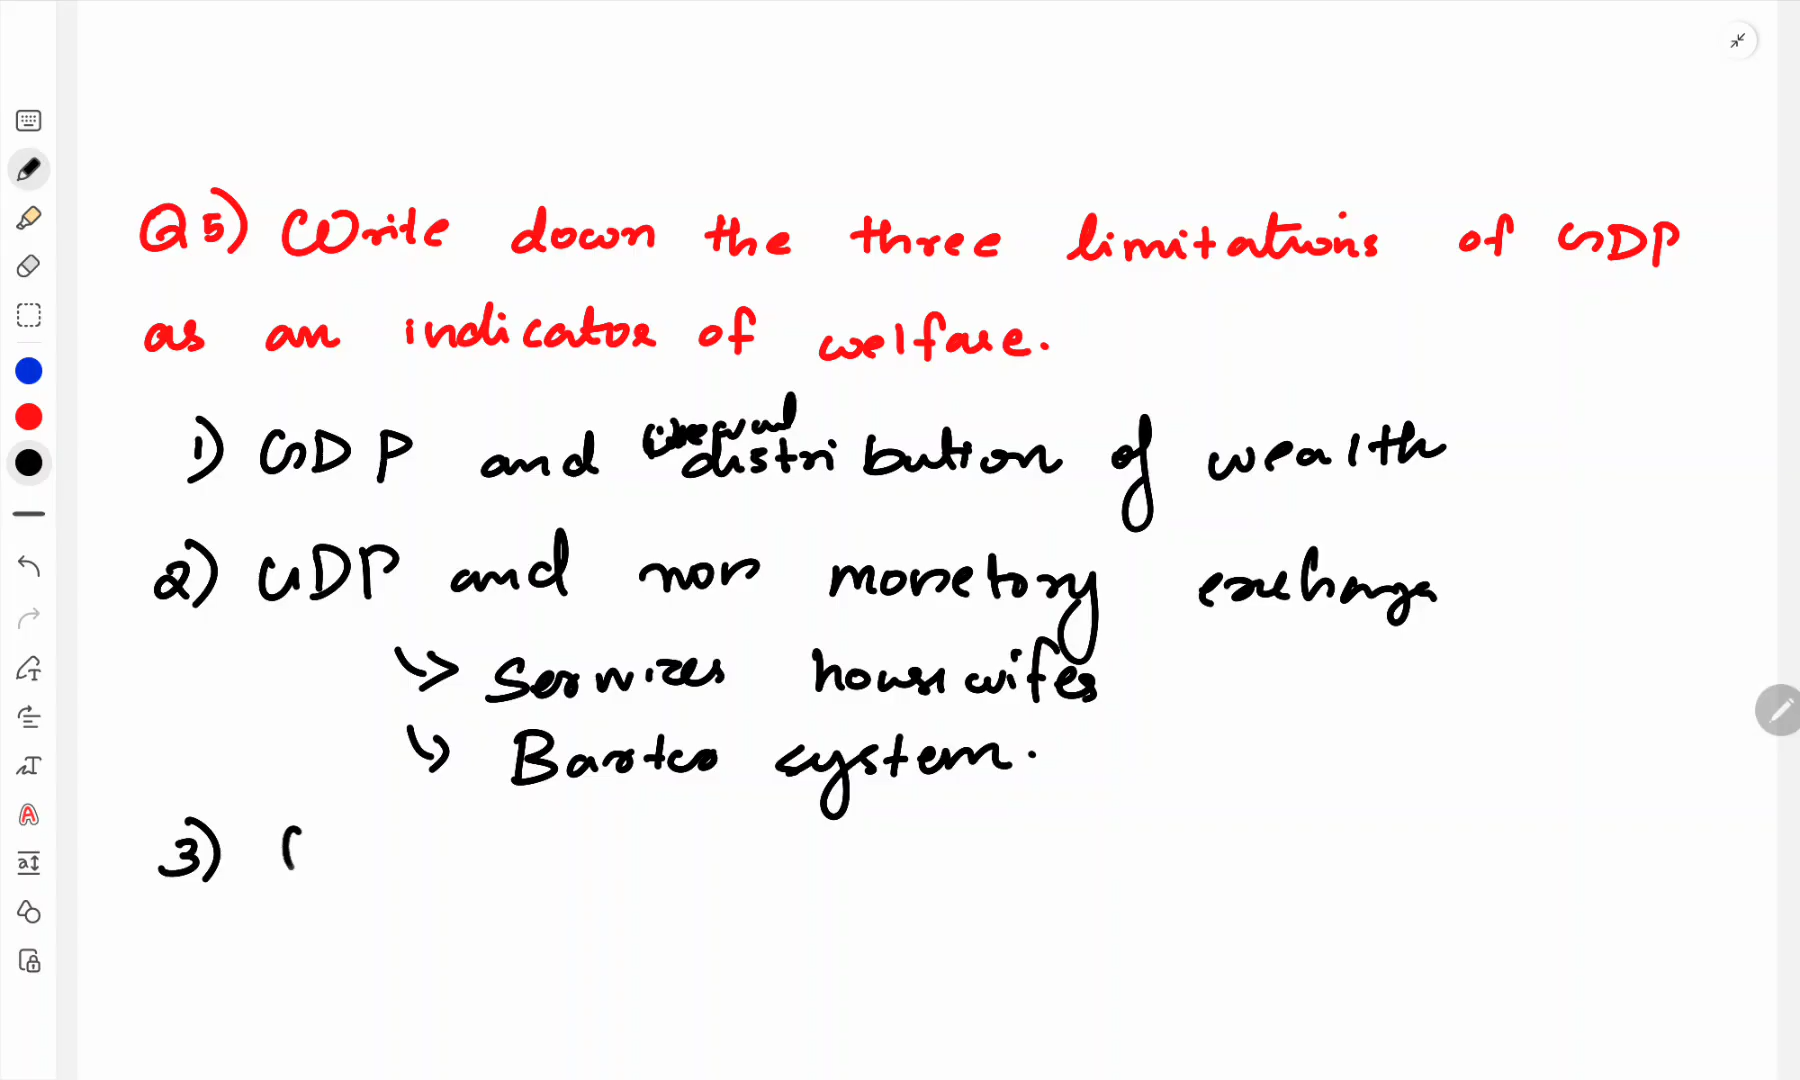 Q5) Write down the three limitations of GDP
as an indicator of welfare.
1) GDP and unequal distribution of wealth
2) GDP and non monetory exchange
↳ Services housewifes
↳ Barter system.
3)